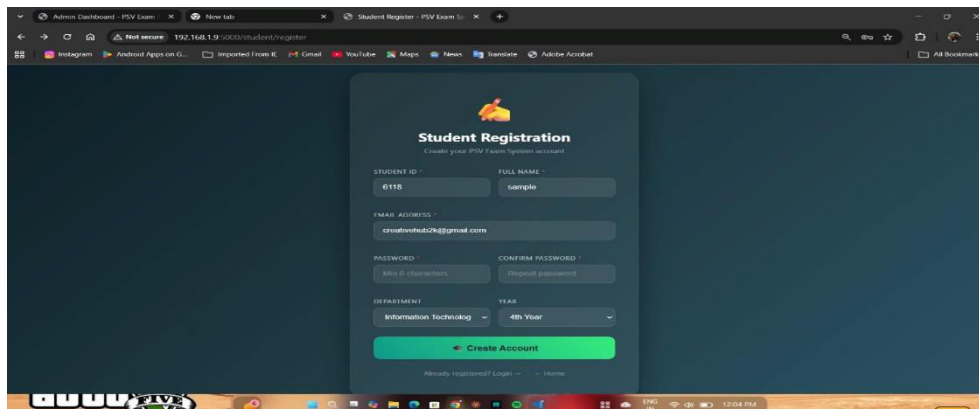 Admin Dashboard - PSV Exam
New tab
Student Register - PSV Exam Sy
Not secure 192.168.1.9:5000/student/register
Instagram Android Apps on G... Imported From IE Gmail YouTube Maps News Translate Adobe Acrobat All Bookmark
Student Registration
Create your PSV Exam System account
STUDENT ID * FULL NAME *
6118 sample
EMAIL ADDRESS *
creativehub2k@gmail.com
PASSWORD * CONFIRM PASSWORD *
Min 6 characters Repeat password
DEPARTMENT YEAR
Information Technolog 4th Year
Create Account
Already registered? Login → ← Home
FIVE
ENG
IN
12:04 PM